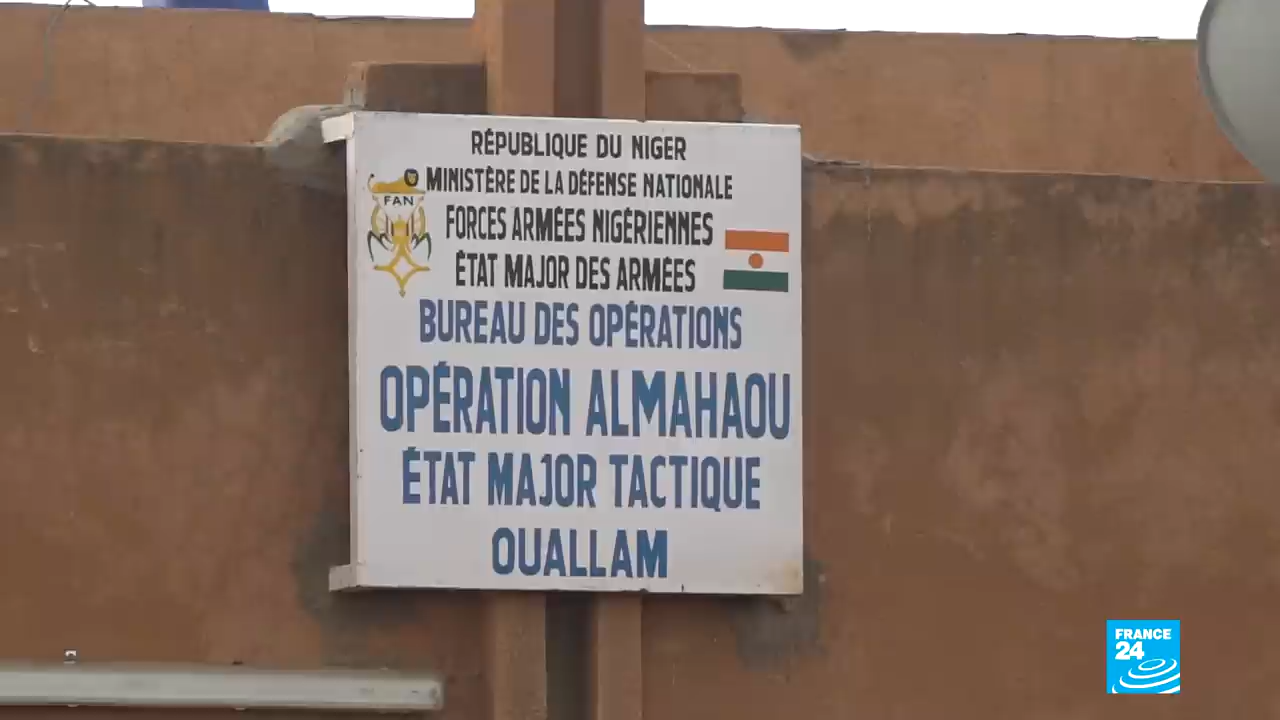 RÉPUBLIQUE DU NIGER
MINISTÈRE DE LA DÉFENSE NATIONALE
FAN
FORCES ARMÉES NIGÉRIENNES
ÉTAT MAJOR DES ARMÉES
BUREAU DES OPÉRATIONS
OPÉRATION ALMAHAOU
ÉTAT MAJOR TACTIQUE
OUALLAM
FRANCE
24